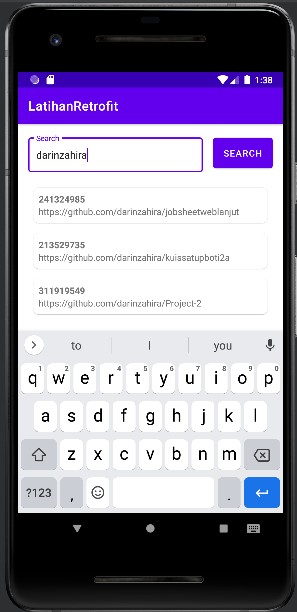 1:38
LatihanRetrofit
Search
darinzahira
SEARCH
241324985
https://github.com/darinzahira/jobsheetweblanjut
213529735
https://github.com/darinzahira/kuissatupboti2a
311919549
https://github.com/darinzahira/Project-2
to I you
1 2 3 4 5 6 7 8 9 0
q w e r t y u i o p
a s d f g h j k l
z x c v b n m
?123 , .